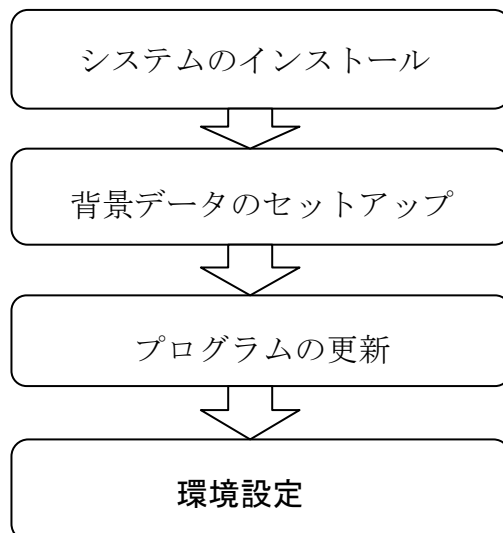 システムのインストール
背景データのセットアップ
プログラムの更新
環境設定